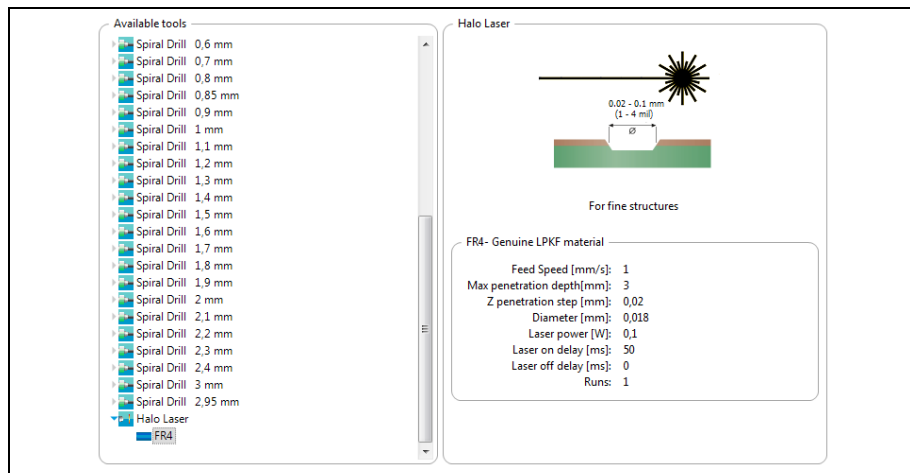 Available tools
Spiral Drill 0,6 mm
Spiral Drill 0,7 mm
Spiral Drill 0,8 mm
Spiral Drill 0,85 mm
Spiral Drill 0,9 mm
Spiral Drill 1 mm
Spiral Drill 1,1 mm
Spiral Drill 1,2 mm
Spiral Drill 1,3 mm
Spiral Drill 1,4 mm
Spiral Drill 1,5 mm
Spiral Drill 1,6 mm
Spiral Drill 1,7 mm
Spiral Drill 1,8 mm
Spiral Drill 1,9 mm
Spiral Drill 2 mm
Spiral Drill 2,1 mm
Spiral Drill 2,2 mm
Spiral Drill 2,3 mm
Spiral Drill 2,4 mm
Spiral Drill 3 mm
Spiral Drill 2,95 mm
Halo Laser
FR4
Halo Laser
0.02 - 0.1 mm
(1 - 4 mil)
Ø
For fine structures
FR4- Genuine LPKF material
Feed Speed [mm/s]: 1
Max penetration depth[mm]: 3
Z penetration step [mm]: 0,02
Diameter [mm]: 0,018
Laser power [W]: 0,1
Laser on delay [ms]: 50
Laser off delay [ms]: 0
Runs: 1